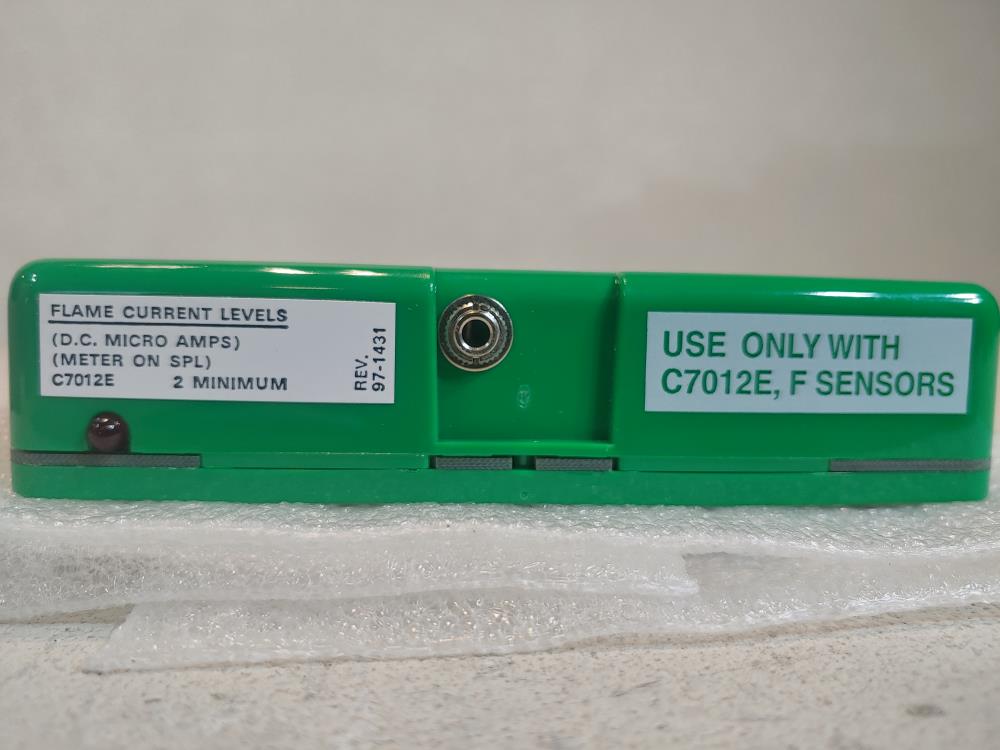 FLAME CURRENT LEVELS
(D.C. MICRO AMPS)
(METER ON SPL)
C7012E 2 MINIMUM
REV.
97-1431
USE ONLY WITH
C7012E, F SENSORS